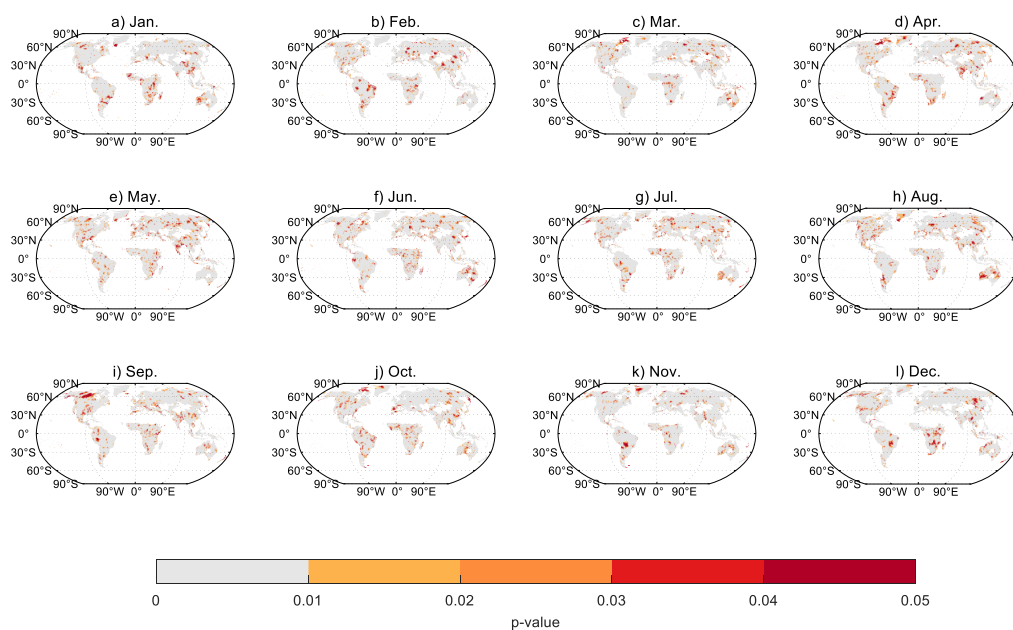 a) Jan. b) Feb. c) Mar. d) Apr.
90°N 90°N 90°N 90°N
60°N 60°N 60°N 60°N
30°N 30°N 30°N 30°N
0° 0° 0° 0°
30°S 30°S 30°S 30°S
60°S 60°S 60°S 60°S
90°S 90°S 90°S 90°S
90°W 0° 90°E 90°W 0° 90°E 90°W 0° 90°E 90°W 0° 90°E
e) May. f) Jun. g) Jul. h) Aug.
90°N 90°N 90°N 90°N
60°N 60°N 60°N 60°N
30°N 30°N 30°N 30°N
0° 0° 0° 0°
30°S 30°S 30°S 30°S
60°S 60°S 60°S 60°S
90°S 90°S 90°S 90°S
90°W 0° 90°E 90°W 0° 90°E 90°W 0° 90°E 90°W 0° 90°E
i) Sep. j) Oct. k) Nov. l) Dec.
90°N 90°N 90°N 90°N
60°N 60°N 60°N 60°N
30°N 30°N 30°N 30°N
0° 0° 0° 0°
30°S 30°S 30°S 30°S
60°S 60°S 60°S 60°S
90°S 90°S 90°S 90°S
90°W 0° 90°E 90°W 0° 90°E 90°W 0° 90°E 90°W 0° 90°E
0 0.01 0.02 0.03 0.04 0.05
p-value